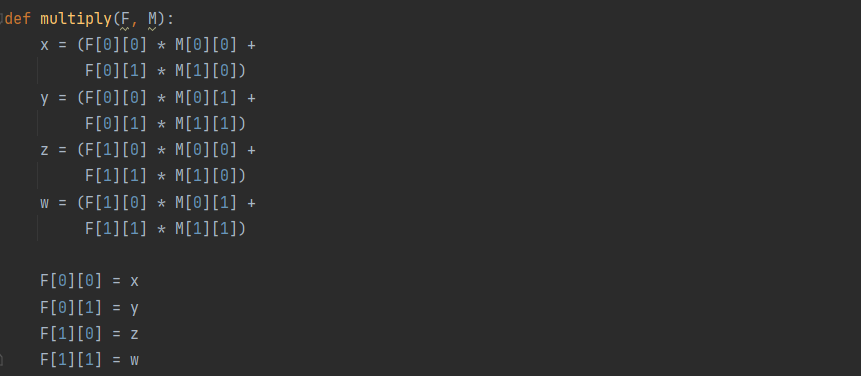 def multiply(F, M):
    x = (F[0][0] * M[0][0] +
         F[0][1] * M[1][0])
    y = (F[0][0] * M[0][1] +
         F[0][1] * M[1][1])
    z = (F[1][0] * M[0][0] +
         F[1][1] * M[1][0])
    w = (F[1][0] * M[0][1] +
         F[1][1] * M[1][1])

    F[0][0] = x
    F[0][1] = y
    F[1][0] = z
    F[1][1] = w